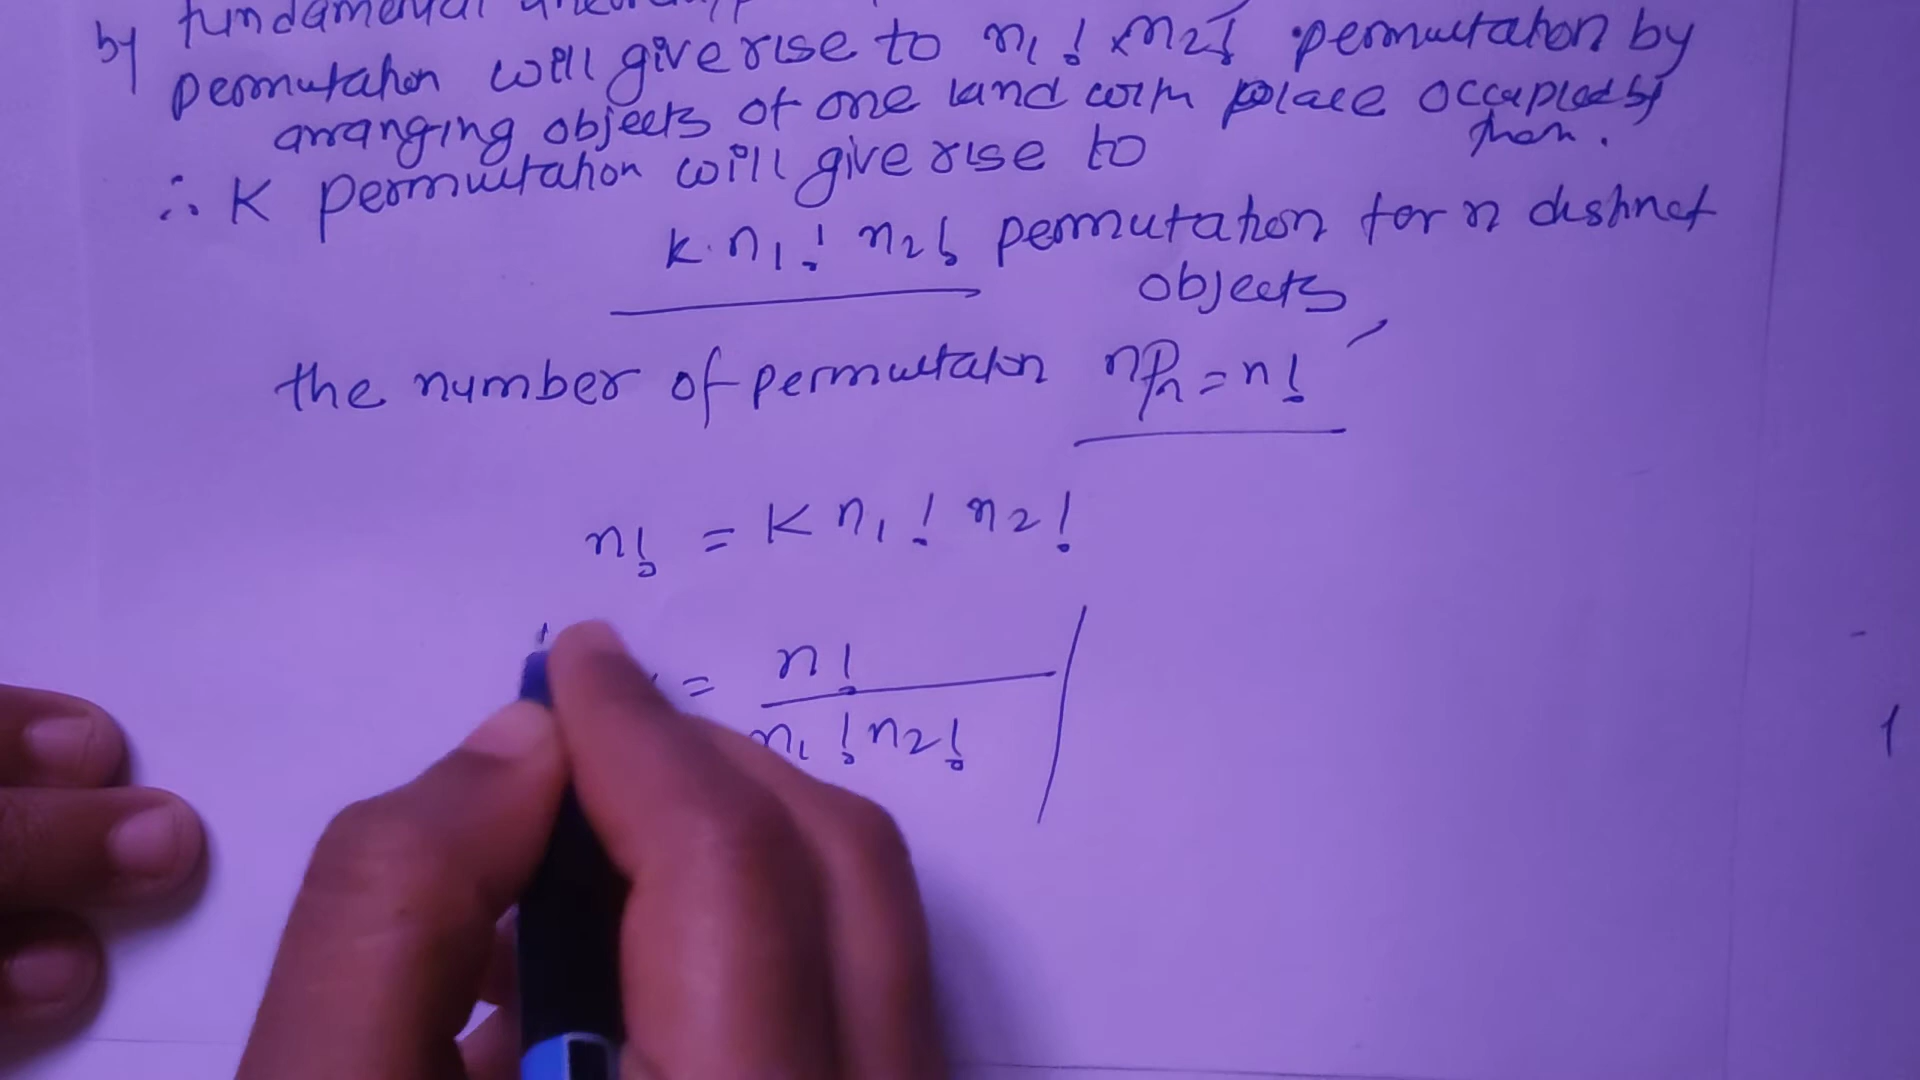 by fundamental
permutation will give rise to n₁! × n₂! permutation by
arranging objects of one kind with place occupied by
them.
∴ K permutation will give rise to
k. n₁! n₂! permutation for n distinct
objects
the number of permutation nPn = n!
n! = K n₁! n₂!
= n!
n₁! n₂!